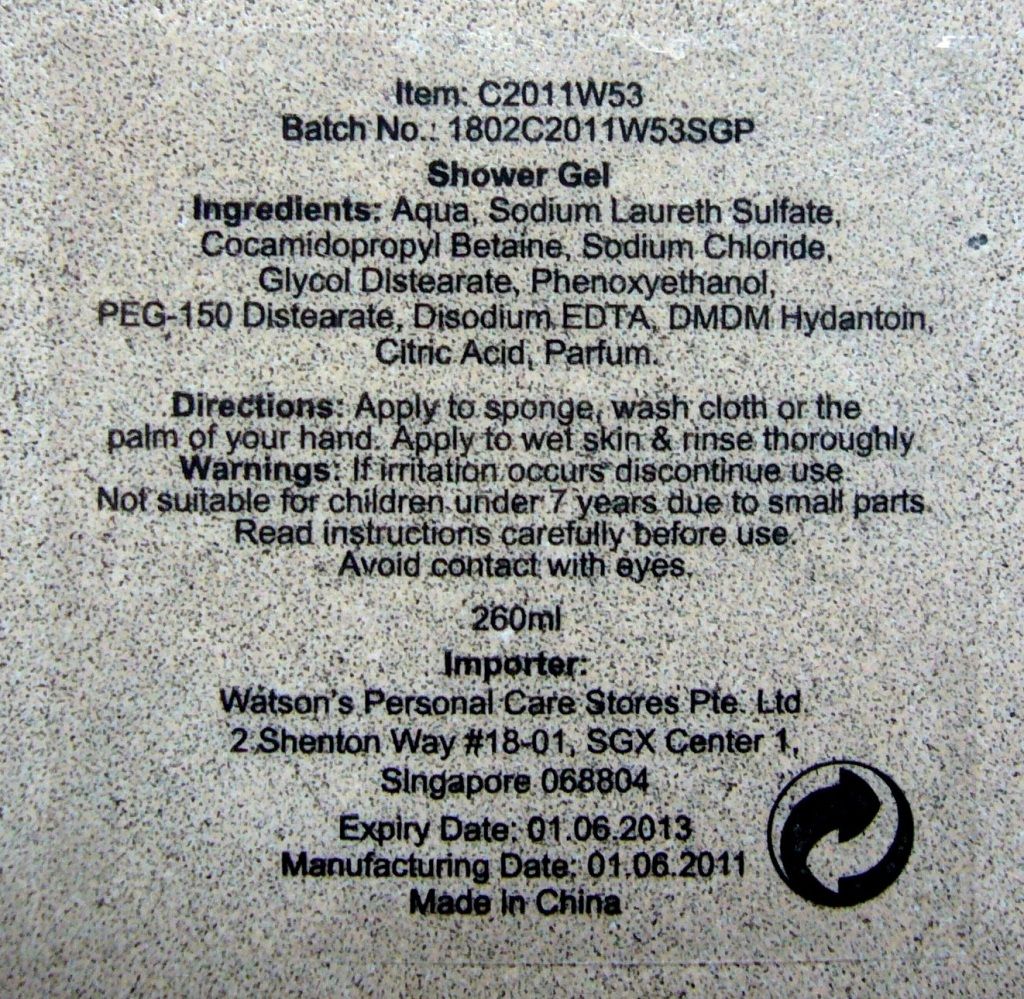 Item: C2011W53
Batch No.: 1802C2011W53SGP
Shower Gel
Ingredients: Aqua, Sodium Laureth Sulfate,
Cocamidopropyl Betaine, Sodium Chloride,
Glycol Distearate, Phenoxyethanol,
PEG-150 Distearate, Disodium EDTA, DMDM Hydantoin,
Citric Acid, Parfum.
Directions: Apply to sponge, wash cloth or the
palm of your hand. Apply to wet skin & rinse thoroughly.
Warnings: If irritation occurs discontinue use
Not suitable for children under 7 years due to small parts.
Read instructions carefully before use.
Avoid contact with eyes.
260ml
Importer:
Watson's Personal Care Stores Pte. Ltd
2 Shenton Way #18-01, SGX Center 1,
Singapore 068804
Expiry Date: 01.06.2013
Manufacturing Date: 01.06.2011
Made in China